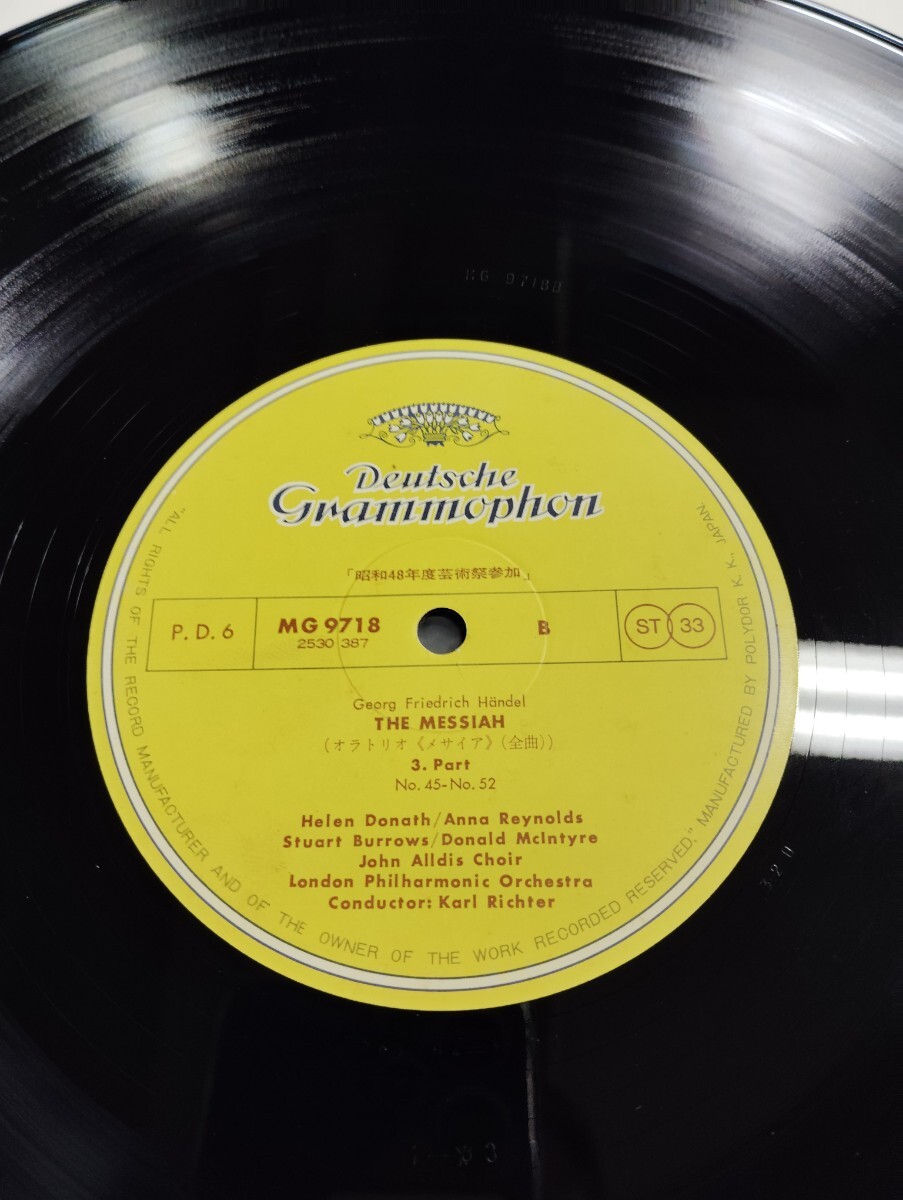 MG 9718B
Deutsche
Grammophon
「昭和48年度芸術祭参加」
P. D. 6
MG 9718
2530 387
B
ST 33
Georg Friedrich Händel
THE MESSIAH
(オラトリオ《メサイア》(全曲))
3. Part
No. 45-No. 52
Helen Donath/Anna Reynolds
Stuart Burrows/Donald McIntyre
John Alldis Choir
London Philharmonic Orchestra
Conductor: Karl Richter
"ALL RIGHTS OF THE RECORD MANUFACTURER AND OF THE OWNER OF THE WORK RECORDED RESERVED." MANUFACTURED BY POLYDOR K. K., JAPAN.